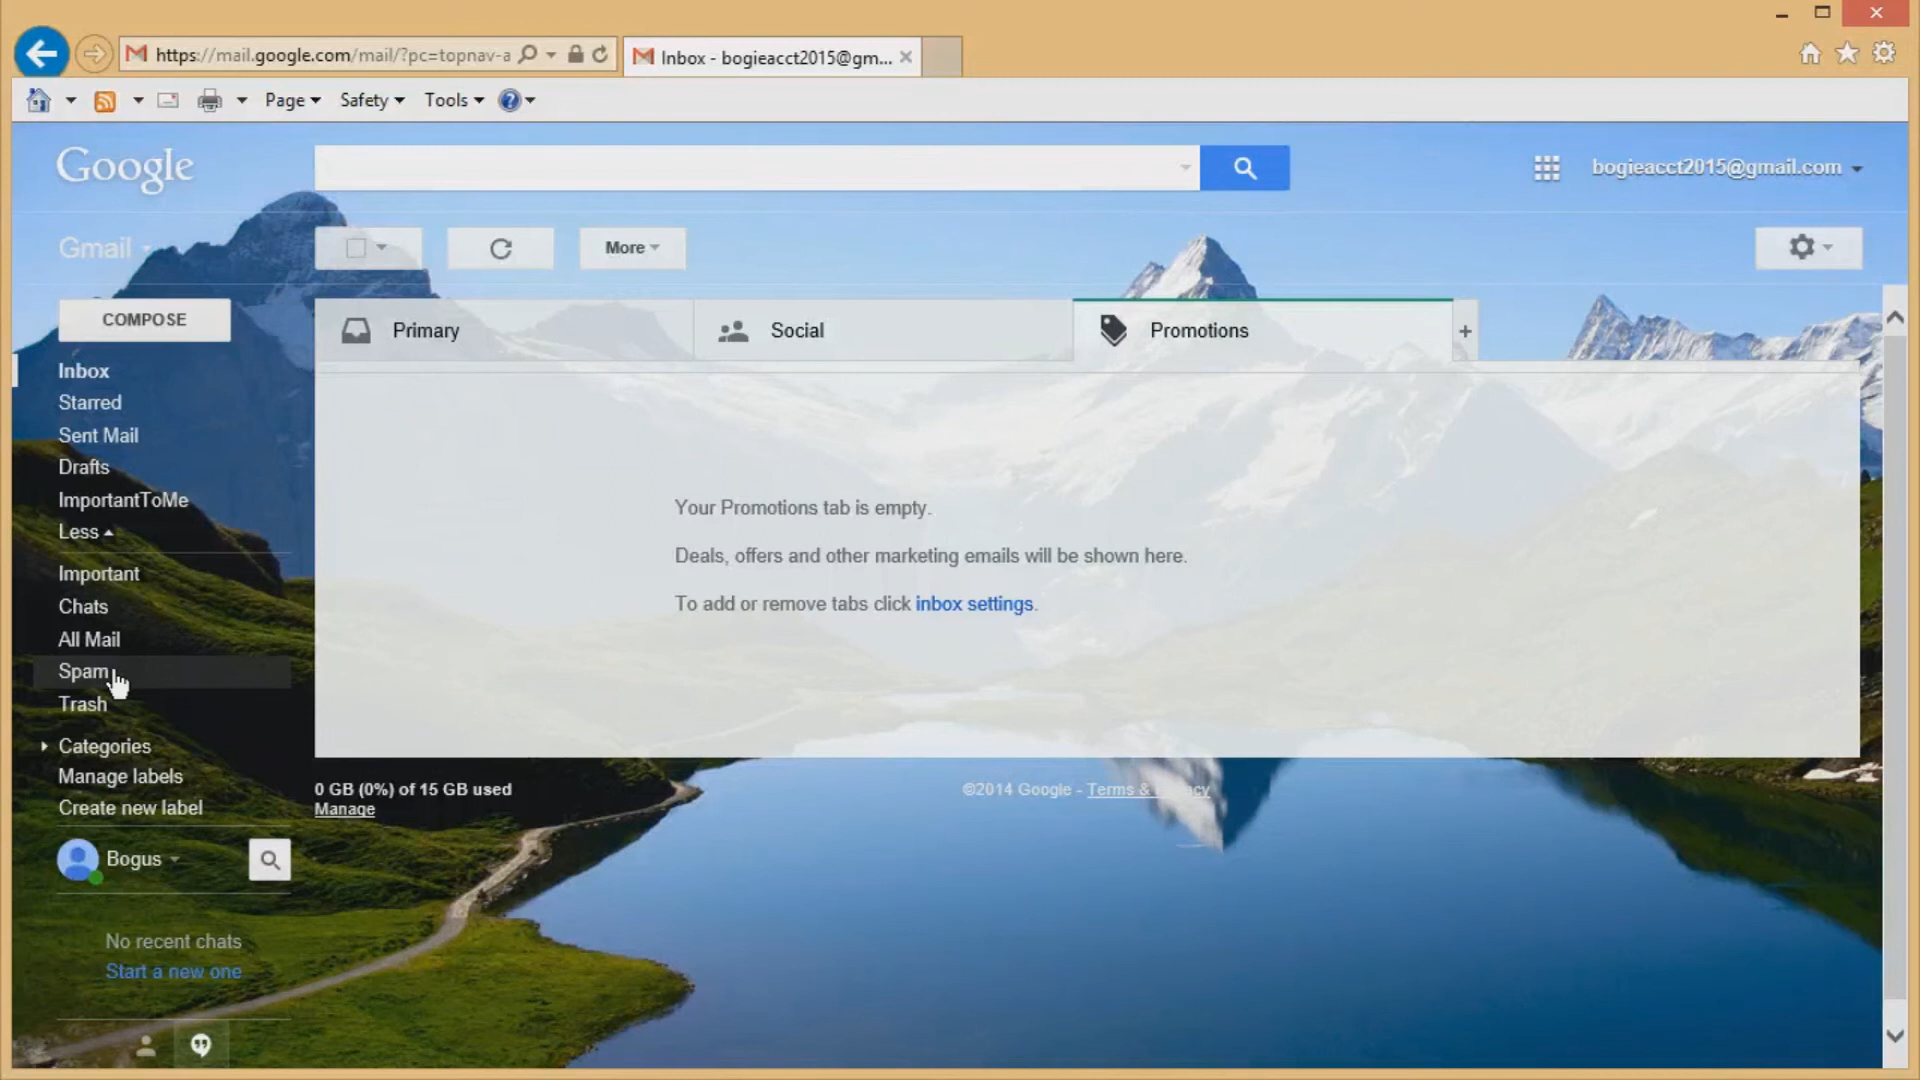 https://mail.google.com/mail/?pc=topnav-a
Inbox - bogieacct2015@gm...
Page
Safety
Tools
Google
bogieacct2015@gmail.com
Gmail
More
COMPOSE
Primary
Social
Promotions
Inbox
Starred
Sent Mail
Drafts
ImportantToMe
Less
Important
Chats
All Mail
Spam
Trash
Categories
Manage labels
Create new label
Your Promotions tab is empty.
Deals, offers and other marketing emails will be shown here.
To add or remove tabs click inbox settings.
0 GB (0%) of 15 GB used
Manage
©2014 Google - Terms &
Bogus
No recent chats
Start a new one